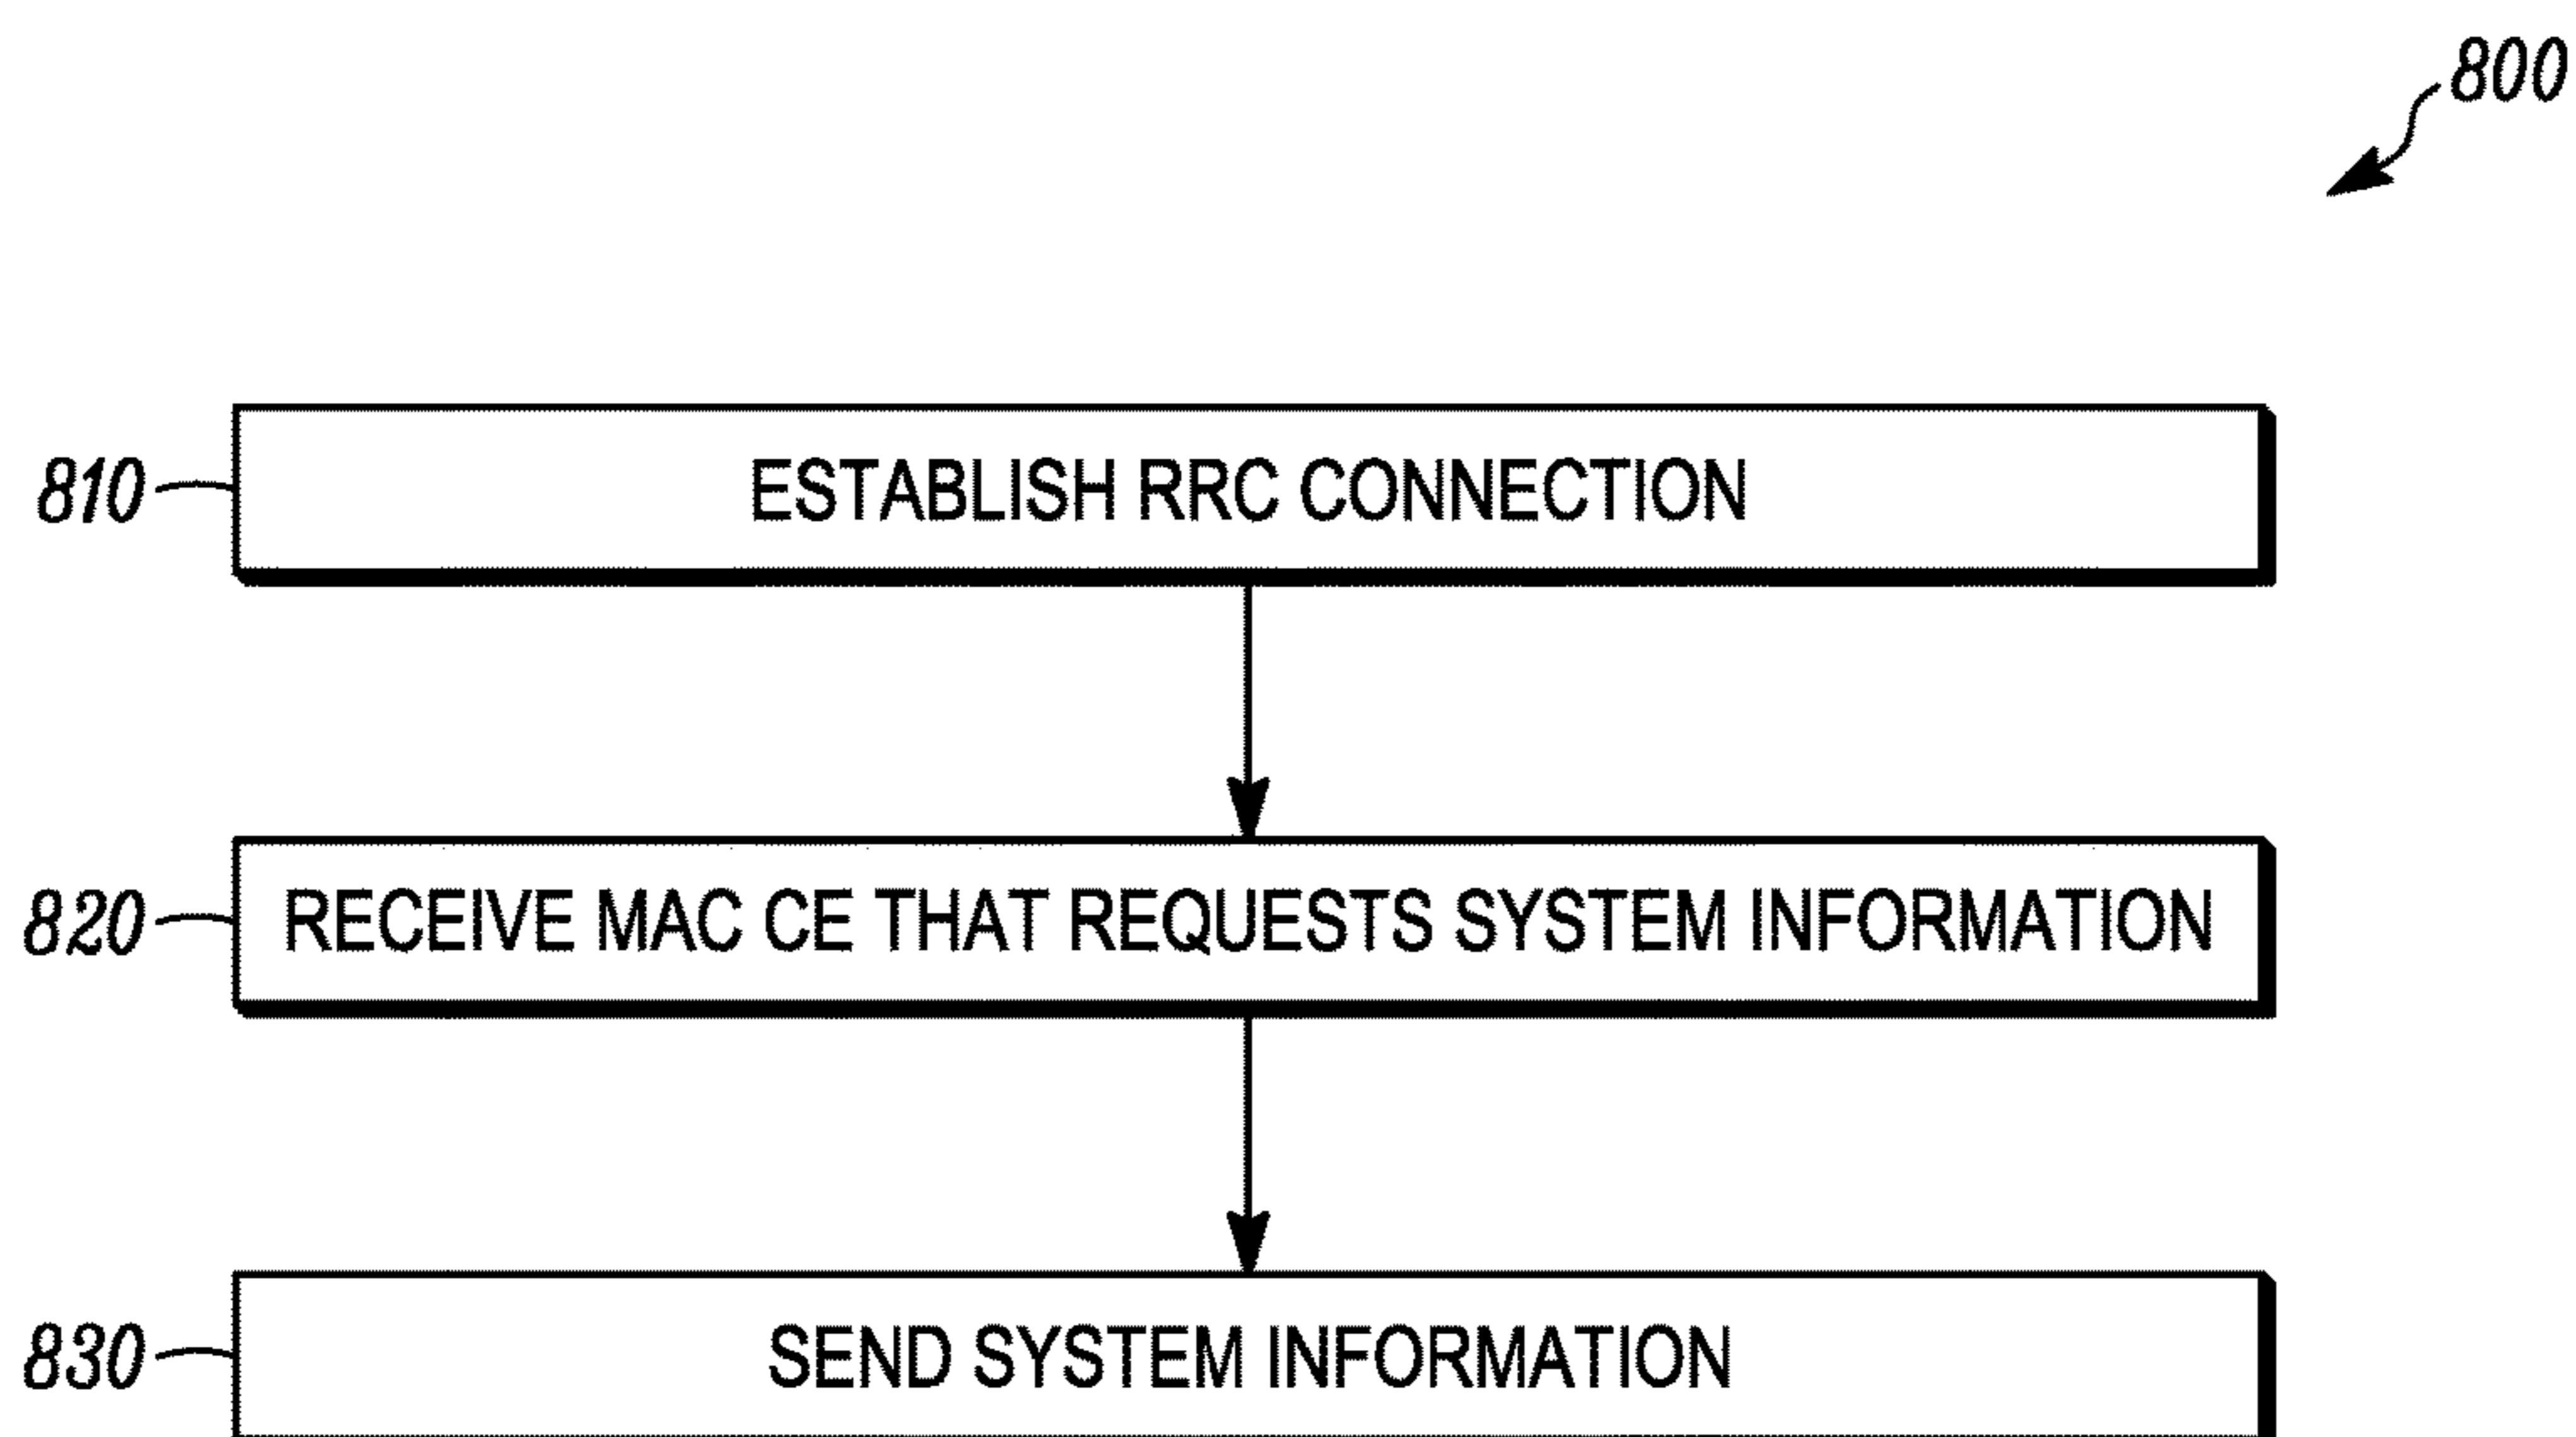 800
810 ESTABLISH RRC CONNECTION
820 RECEIVE MAC CE THAT REQUESTS SYSTEM INFORMATION
830 SEND SYSTEM INFORMATION